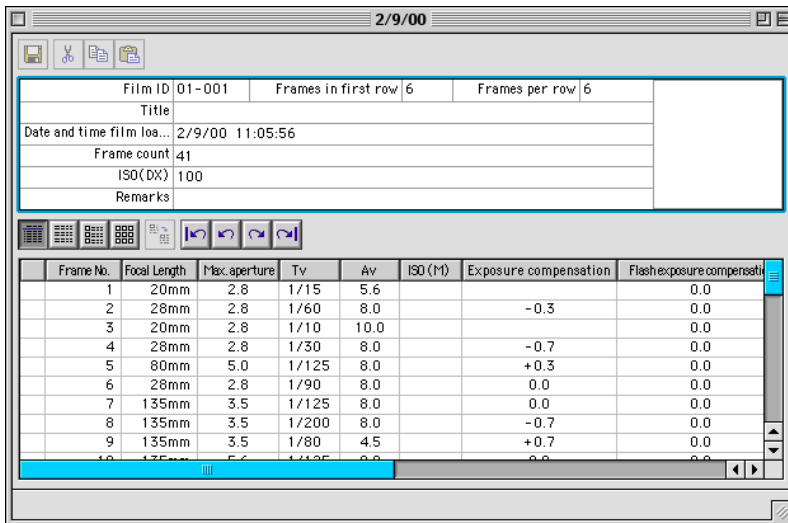 2/9/00
Film ID 01-001 Frames in first row 6 Frames per row 6
Title
Date and time film loa... 2/9/00 11:05:56
Frame count 41
ISO(DX) 100
Remarks
Frame No. Focal Length Max. aperture Tv Av ISO (M) Exposure compensation Flash exposure compensati
1 20mm 2.8 1/15 5.6 0.0
2 28mm 2.8 1/60 8.0 -0.3 0.0
3 20mm 2.8 1/10 10.0 0.0
4 28mm 2.8 1/30 8.0 -0.7 0.0
5 80mm 5.0 1/125 8.0 +0.3 0.0
6 28mm 2.8 1/90 8.0 0.0 0.0
7 135mm 3.5 1/125 8.0 0.0 0.0
8 135mm 3.5 1/200 8.0 -0.7 0.0
9 135mm 3.5 1/80 4.5 +0.7 0.0